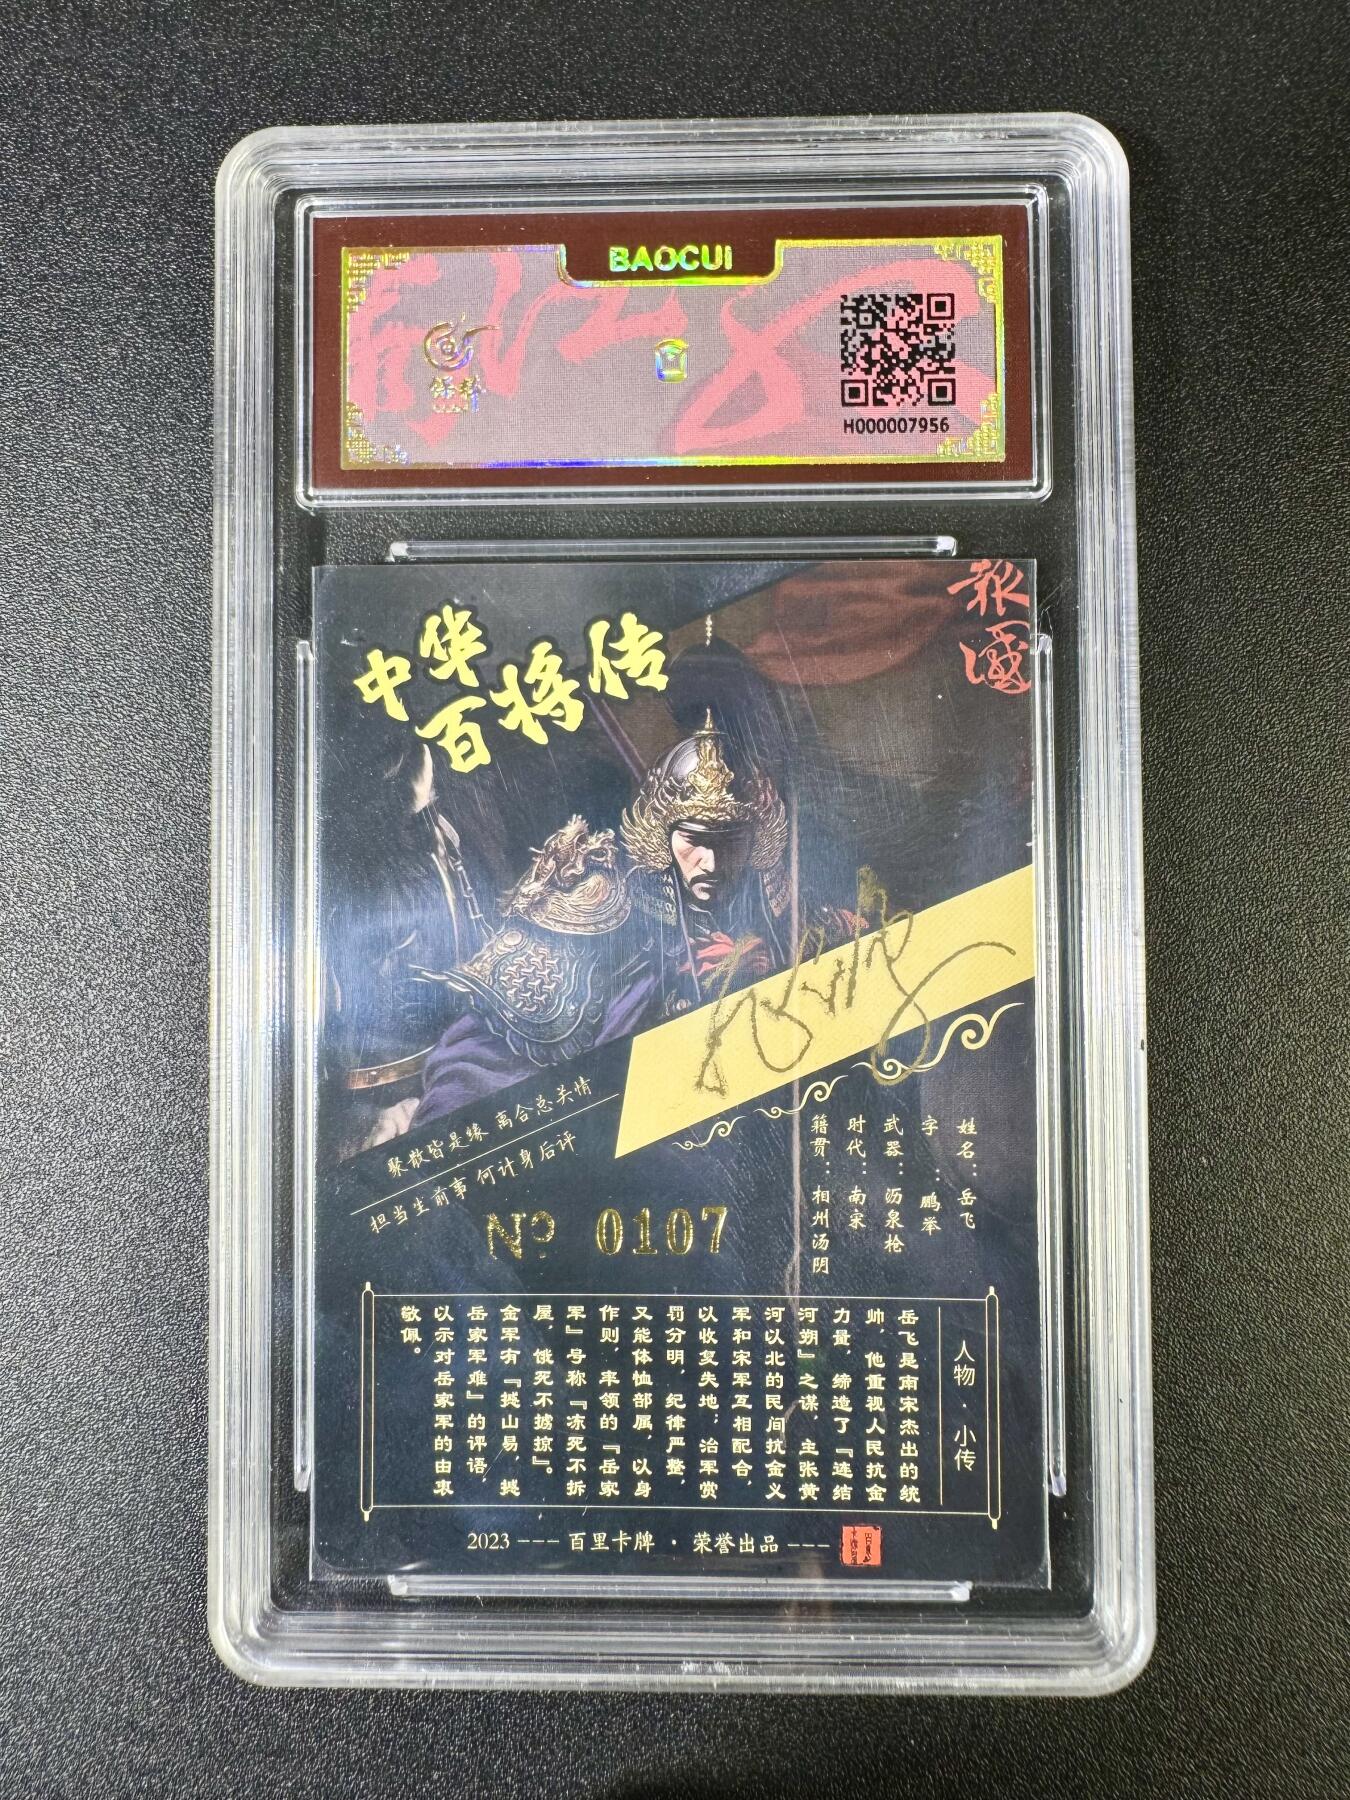 BAOCUI
保粹
H000007956
報國
中华百将传
聚散皆是缘 离合总关情
担当生前事 何计身后评
姓名：岳飞
字：鹏举
武器：沥泉枪
时代：南宋
籍贯：相州汤阴
Nº 0107
人物·小传
岳飞是南宋杰出的统
帅，他重视人民抗金
力量，缔造了『连结
河朔』之谋，主张黄
河以北的民间抗金义
军和宋军互相配合，
以收复失地；治军赏
罚分明，纪律严整，
又能体恤部属，以身
作则，率领的『岳家
军』号称『冻死不拆
屋，饿死不掳掠』。
金军有『撼山易，撼
岳家军难』的评语，
以示对岳家军的由衷
敬佩。
2023 --- 百里卡牌 · 荣誉出品 ---